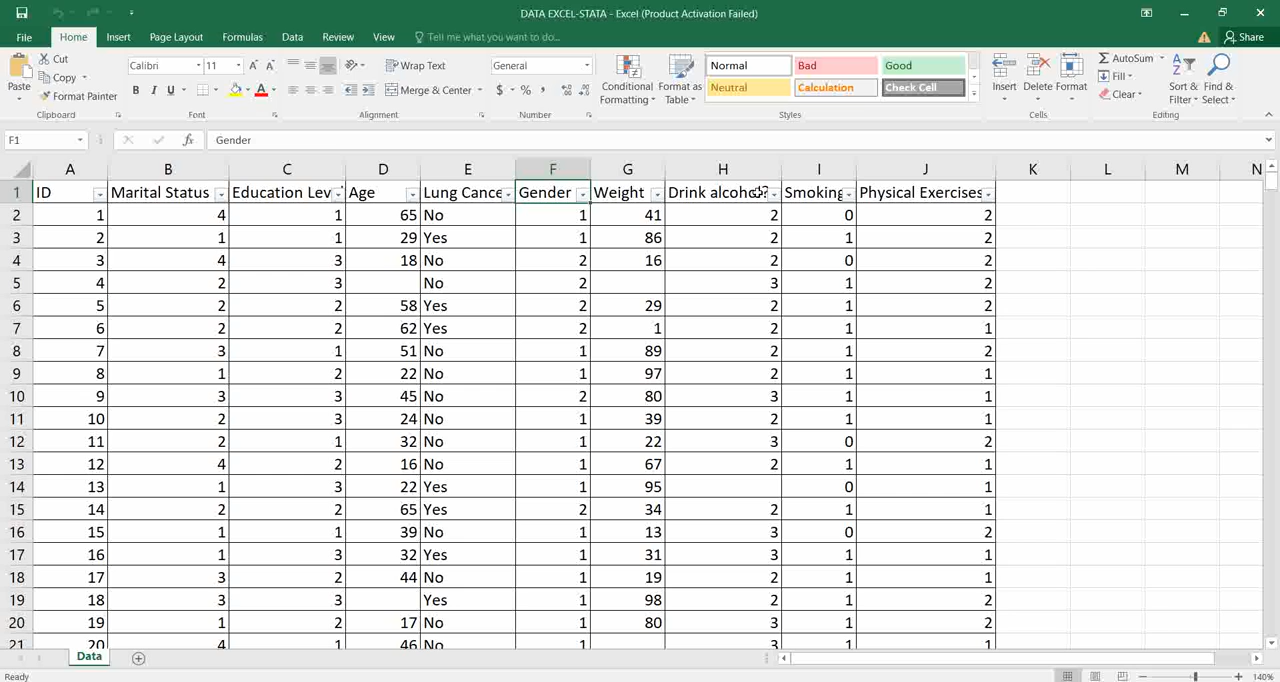 DATA EXCEL-STATA - Excel (Product Activation Failed)
File Home Insert Page Layout Formulas Data Review View Tell me what you want to do... Share
Paste Cut Copy Format Painter
Calibri 11 A A
B I U A
Wrap Text
Merge & Center
General
$ % ,
Conditional Formatting Format as Table
Normal Bad Good
Neutral Calculation Check Cell
Insert Delete Format
AutoSum Fill Clear
Sort & Filter Find & Select
Clipboard Font Alignment Number Styles Cells Editing
F1 fx Gender
A B C D E F G H I J K L M N
1 ID Marital Status Education Lev Age Lung Cance Gender Weight Drink alcohol? Smoking Physical Exercises
2 1 4 1 65 No 1 41 2 0 2
3 2 1 1 29 Yes 1 86 2 1 2
4 3 4 3 18 No 2 16 2 0 2
5 4 2 3 No 2 3 1 2
6 5 2 2 58 Yes 2 29 2 1 2
7 6 2 2 62 Yes 2 1 2 1 1
8 7 3 1 51 No 1 89 2 1 2
9 8 1 2 22 No 1 97 2 1 1
10 9 3 3 45 No 2 80 3 1 1
11 10 2 3 24 No 1 39 2 1 1
12 11 2 1 32 No 1 22 3 0 2
13 12 4 2 16 No 1 67 2 1 1
14 13 1 3 22 Yes 1 95 0 1
15 14 2 2 65 Yes 2 34 2 1 1
16 15 1 1 39 No 1 13 3 0 2
17 16 1 3 32 Yes 1 31 3 1 1
18 17 3 2 44 No 1 19 2 1 1
19 18 3 3 Yes 1 98 2 1 2
20 19 1 2 17 No 1 80 3 1 2
21 20 4 1 46 No 1 3 1 1
Data
Ready 140%